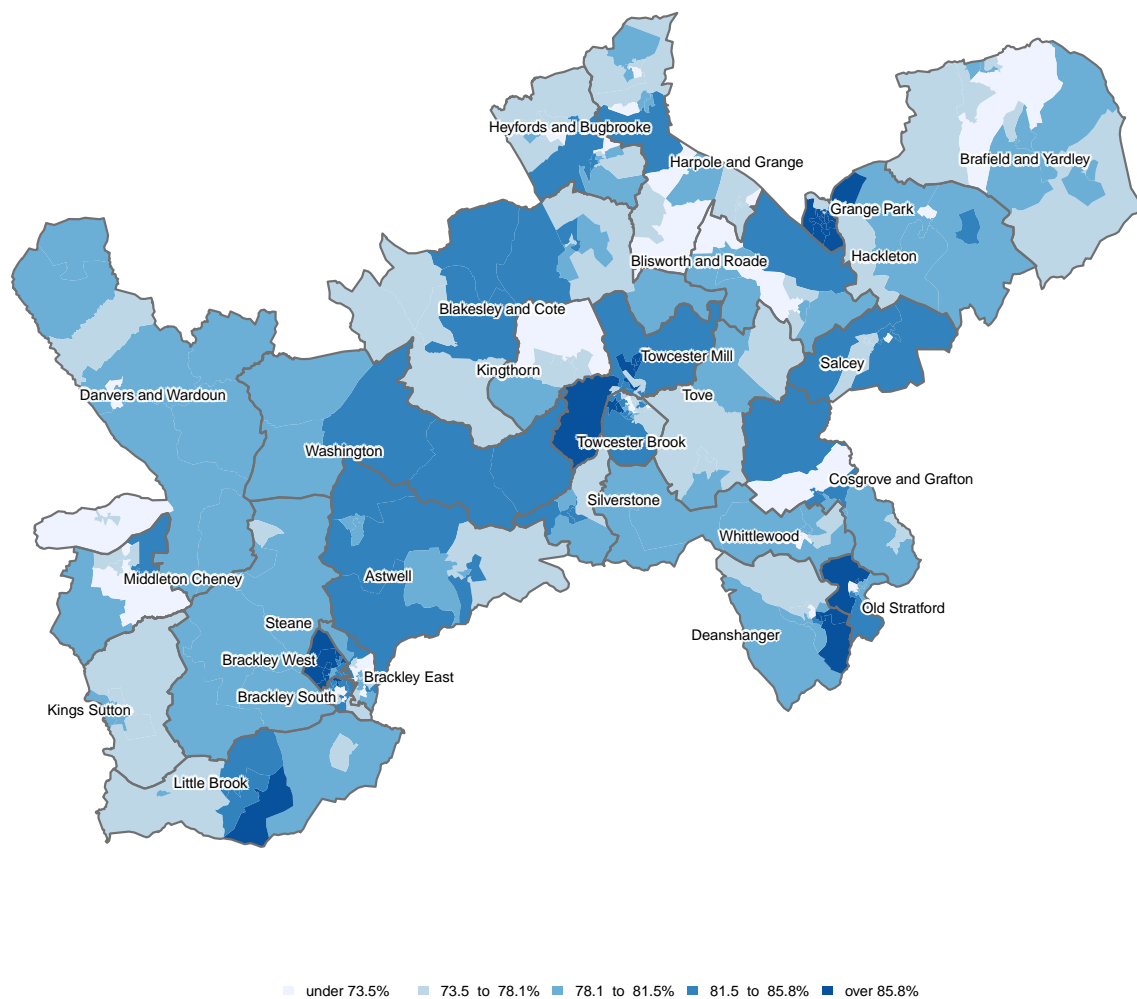 Heyfords and Bugbrooke
Harpole and Grange
Brafield and Yardley
Grange Park
Hackleton
Blisworth and Roade
Blakesley and Cote
Towcester Mill
Salcey
Kingthorn
Danvers and Wardoun
Tove
Towcester Brook
Washington
Cosgrove and Grafton
Silverstone
Whittlewood
Middleton Cheney
Astwell
Old Stratford
Steane
Deanshanger
Brackley West
Brackley East
Brackley South
Kings Sutton
Little Brook
under 73.5% 73.5 to 78.1% 78.1 to 81.5% 81.5 to 85.8% over 85.8%